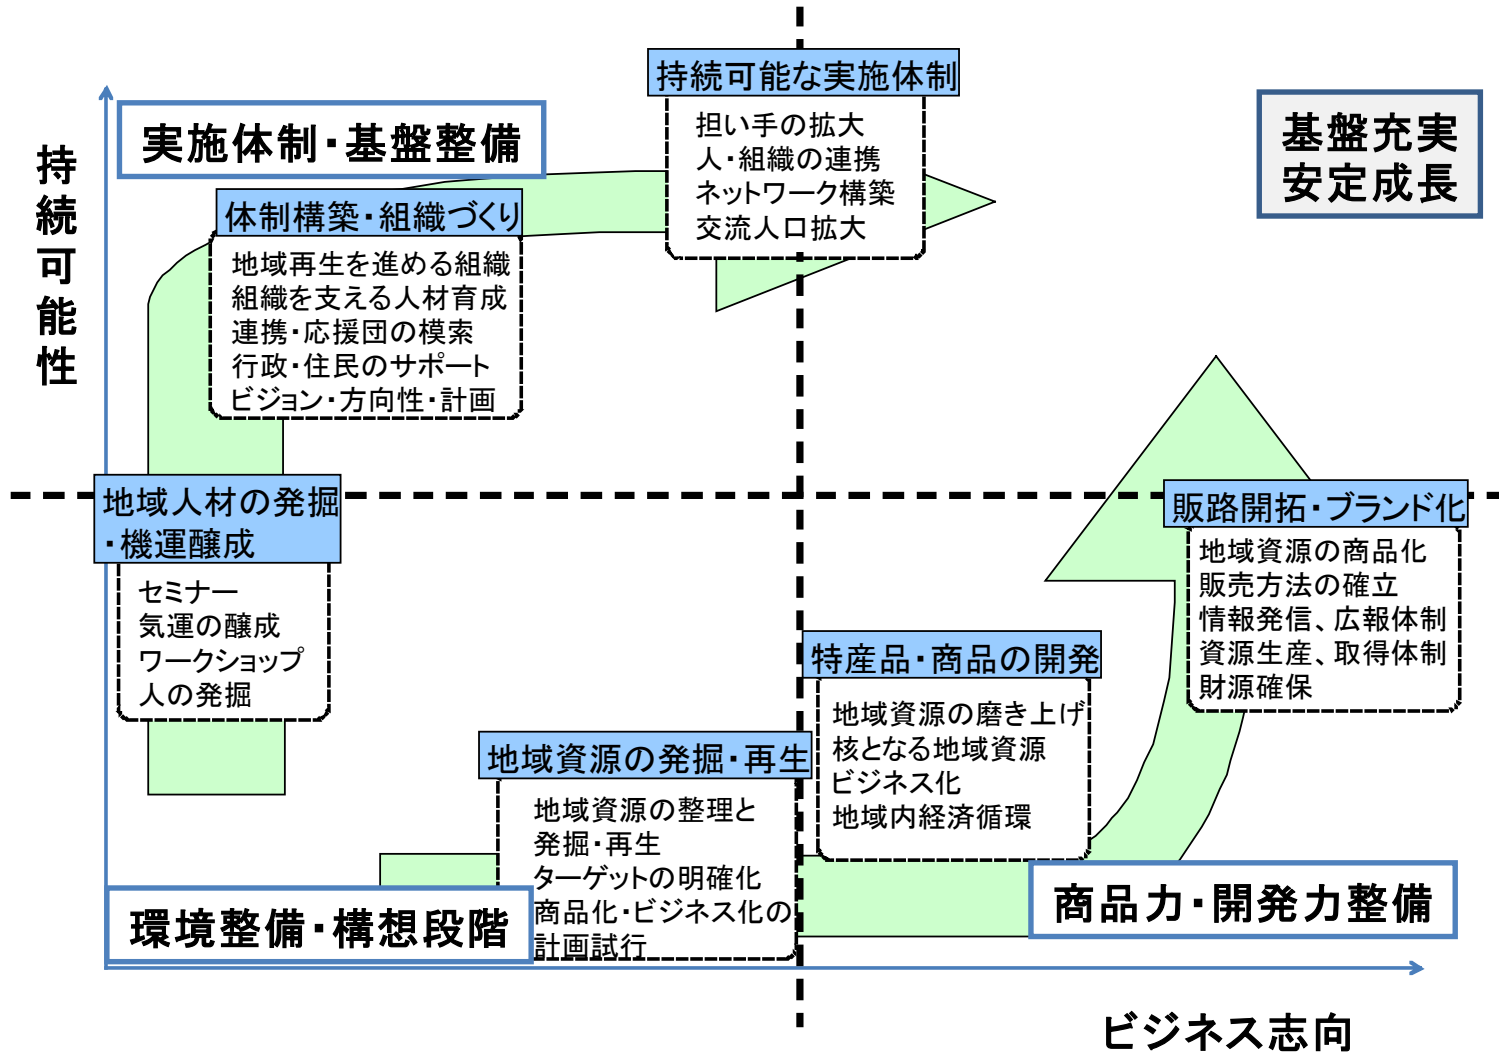 持続可能な実施体制
担い手の拡大
人・組織の連携
ネットワーク構築
交流人口拡大
実施体制・基盤整備
基盤充実
安定成長
持続可能性
体制構築・組織づくり
地域再生を進める組織
組織を支える人材育成
連携・応援団の模索
行政・住民のサポート
ビジョン・方向性・計画
地域人材の発掘
・機運醸成
セミナー
気運の醸成
ワークショップ
人の発掘
販路開拓・ブランド化
地域資源の商品化
販売方法の確立
情報発信、広報体制
資源生産、取得体制
財源確保
特産品・商品の開発
地域資源の磨き上げ
核となる地域資源
ビジネス化
地域内経済循環
地域資源の発掘・再生
地域資源の整理と
発掘・再生
ターゲットの明確化
商品化・ビジネス化の
計画試行
環境整備・構想段階
商品力・開発力整備
ビジネス志向